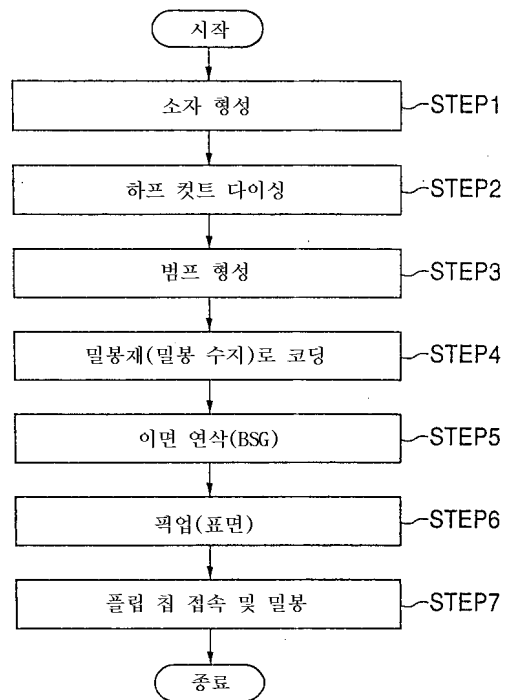 시작
소자 형성 STEP1
하프 컷트 다이싱 STEP2
범프 형성 STEP3
밀봉재(밀봉 수지)로 코딩 STEP4
이면 연삭(BSG) STEP5
픽업(표면) STEP6
플립 칩 접속 및 밀봉 STEP7
종료